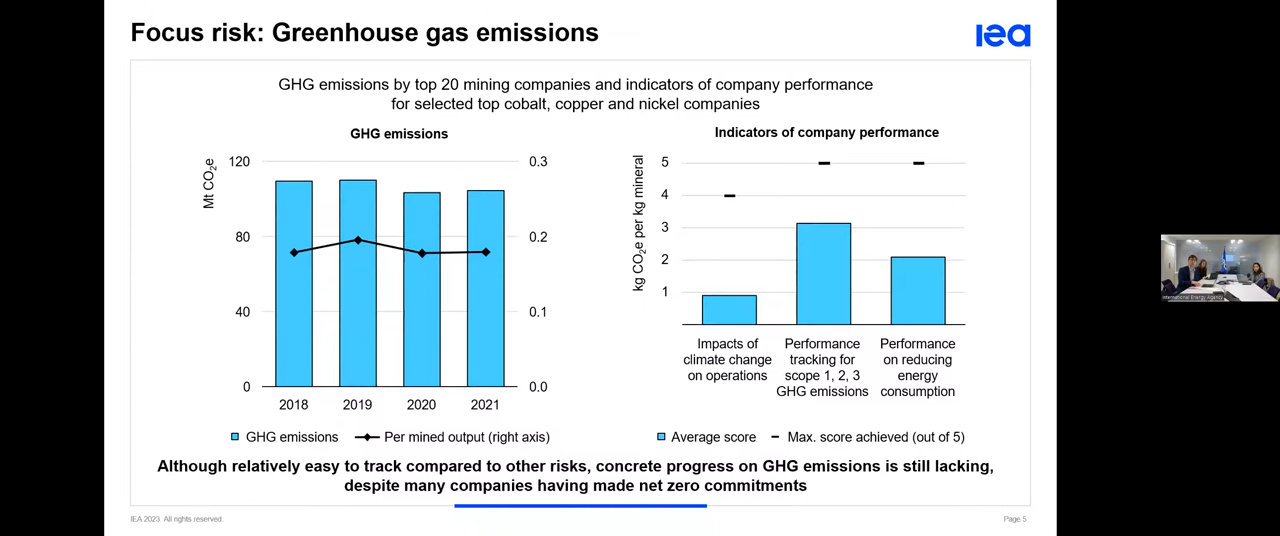 Focus risk: Greenhouse gas emissions
iea
GHG emissions by top 20 mining companies and indicators of company performance
for selected top cobalt, copper and nickel companies
GHG emissions
Mt CO₂e
120
80
40
0
0.3
0.2
0.1
0.0
2018 2019 2020 2021
GHG emissions Per mined output (right axis)
Indicators of company performance
kg CO₂e per kg mineral
5
4
3
2
1
Impacts of
climate change
on operations
Performance
tracking for
scope 1, 2, 3
GHG emissions
Performance
on reducing
energy
consumption
Average score Max. score achieved (out of 5)
Although relatively easy to track compared to other risks, concrete progress on GHG emissions is still lacking,
despite many companies having made net zero commitments
IEA 2023. All rights reserved.
Page 5
International Energy Agency